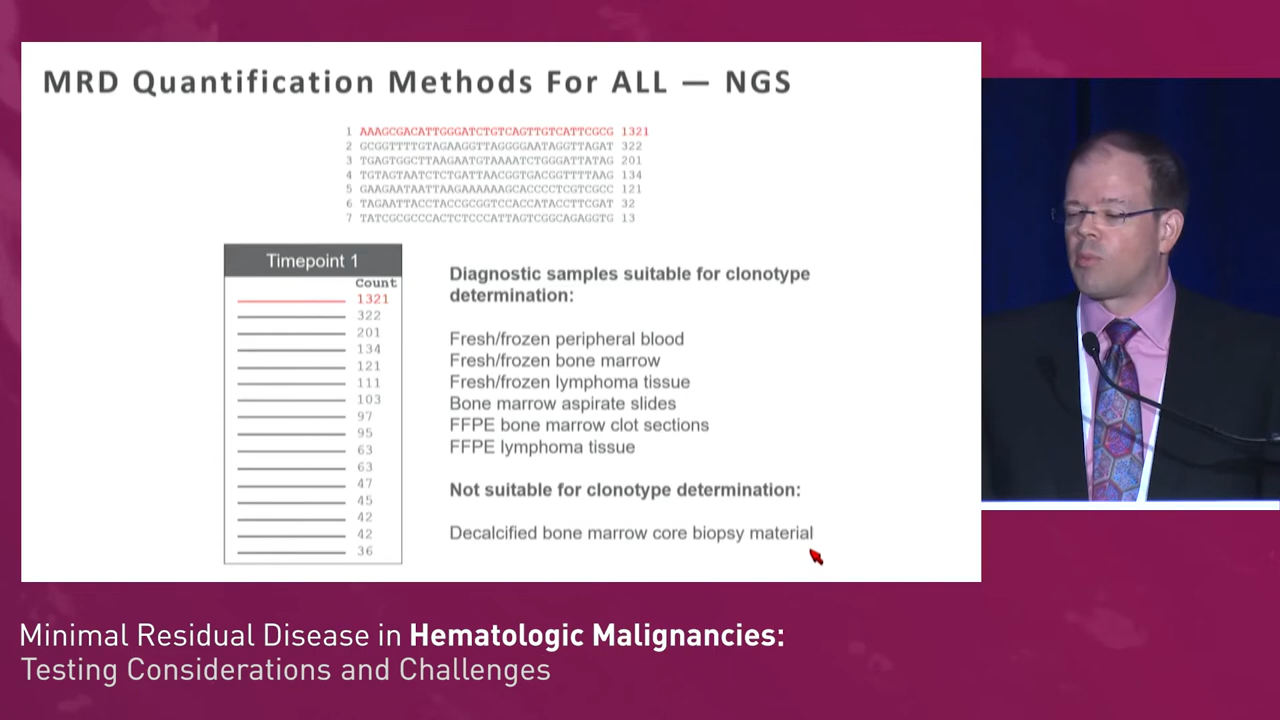 MRD Quantification Methods For ALL — NGS
1 AAAGCGACATTGGGATCTGTCAGTTGTCATTCGCG 1321
2 GCGGTTTTGTAGAAGGTTAGGGGAATAGGTTAGAT 322
3 TGAGTGGCTTAAGAATGTAAAATCTGGGATTATAG 201
4 TGTAGTAATCTCTGATTAACGGTGACGGTTTTAAG 134
5 GAAGAATAATTAAGAAAAAAGCACCCCTCGTCGCC 121
6 TAGAATTACCTACCGCGGTCCACCATACCTTCGAT 32
7 TATCGCGCCCACTCTCCCATTAGTCGGCAGAGGTG 13
Timepoint 1
Count
1321
322
201
134
121
111
103
97
95
63
63
47
45
42
42
36
Diagnostic samples suitable for clonotype
determination:
Fresh/frozen peripheral blood
Fresh/frozen bone marrow
Fresh/frozen lymphoma tissue
Bone marrow aspirate slides
FFPE bone marrow clot sections
FFPE lymphoma tissue
Not suitable for clonotype determination:
Decalcified bone marrow core biopsy material
Minimal Residual Disease in Hematologic Malignancies:
Testing Considerations and Challenges